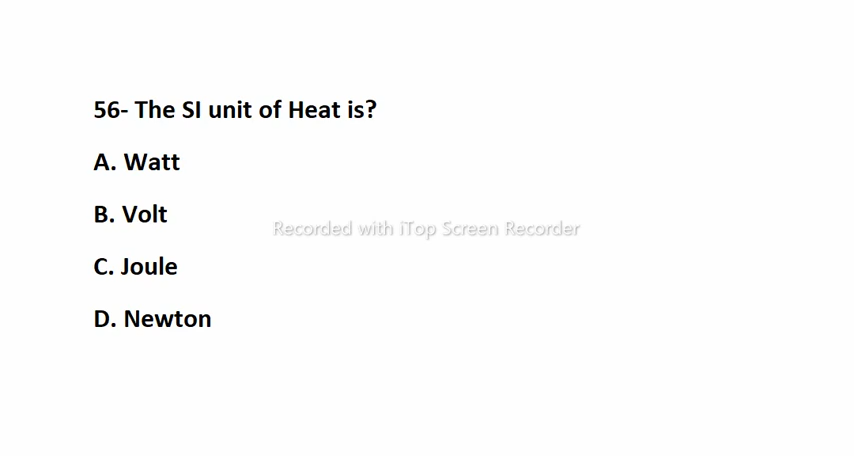 56- The SI unit of Heat is?
A. Watt
B. Volt
Recorded with iTop Screen Recorder
C. Joule
D. Newton